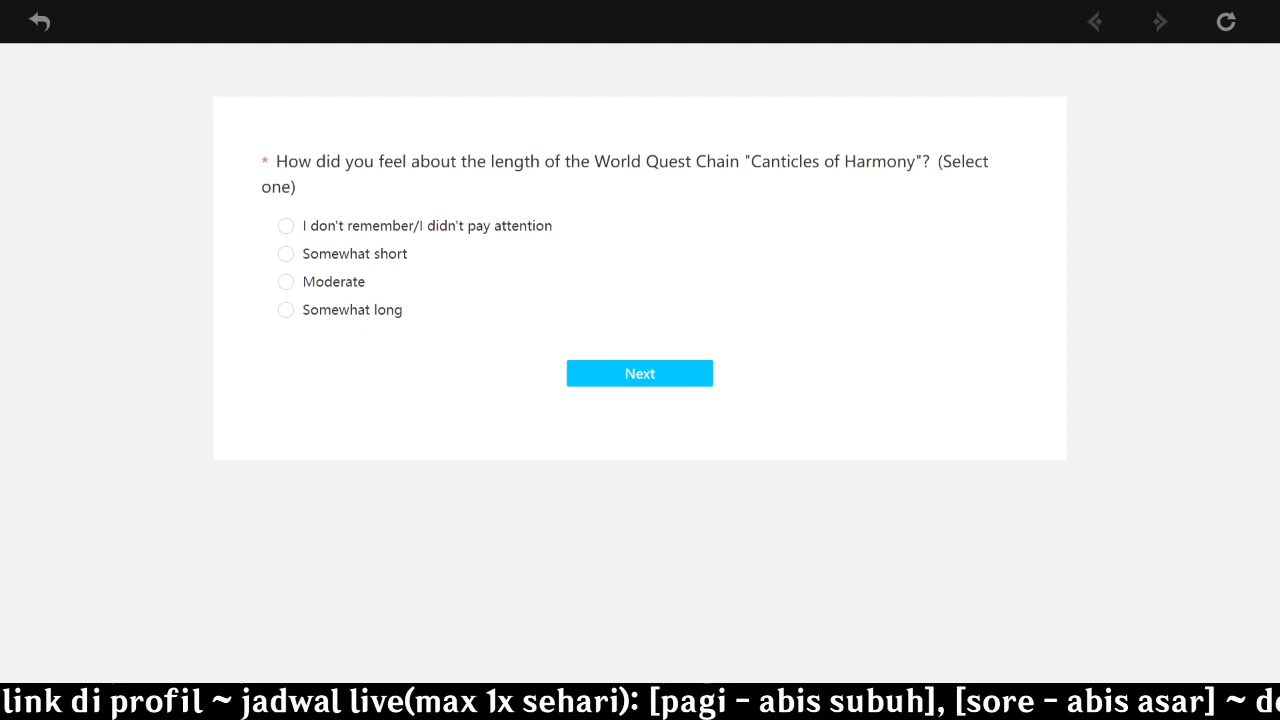 * How did you feel about the length of the World Quest Chain "Canticles of Harmony"? (Select
one)
I don't remember/I didn't pay attention
Somewhat short
Moderate
Somewhat long
Next
link di profil ~ jadwal live(max 1x sehari): [pagi - abis subuh], [sore - abis asar] ~